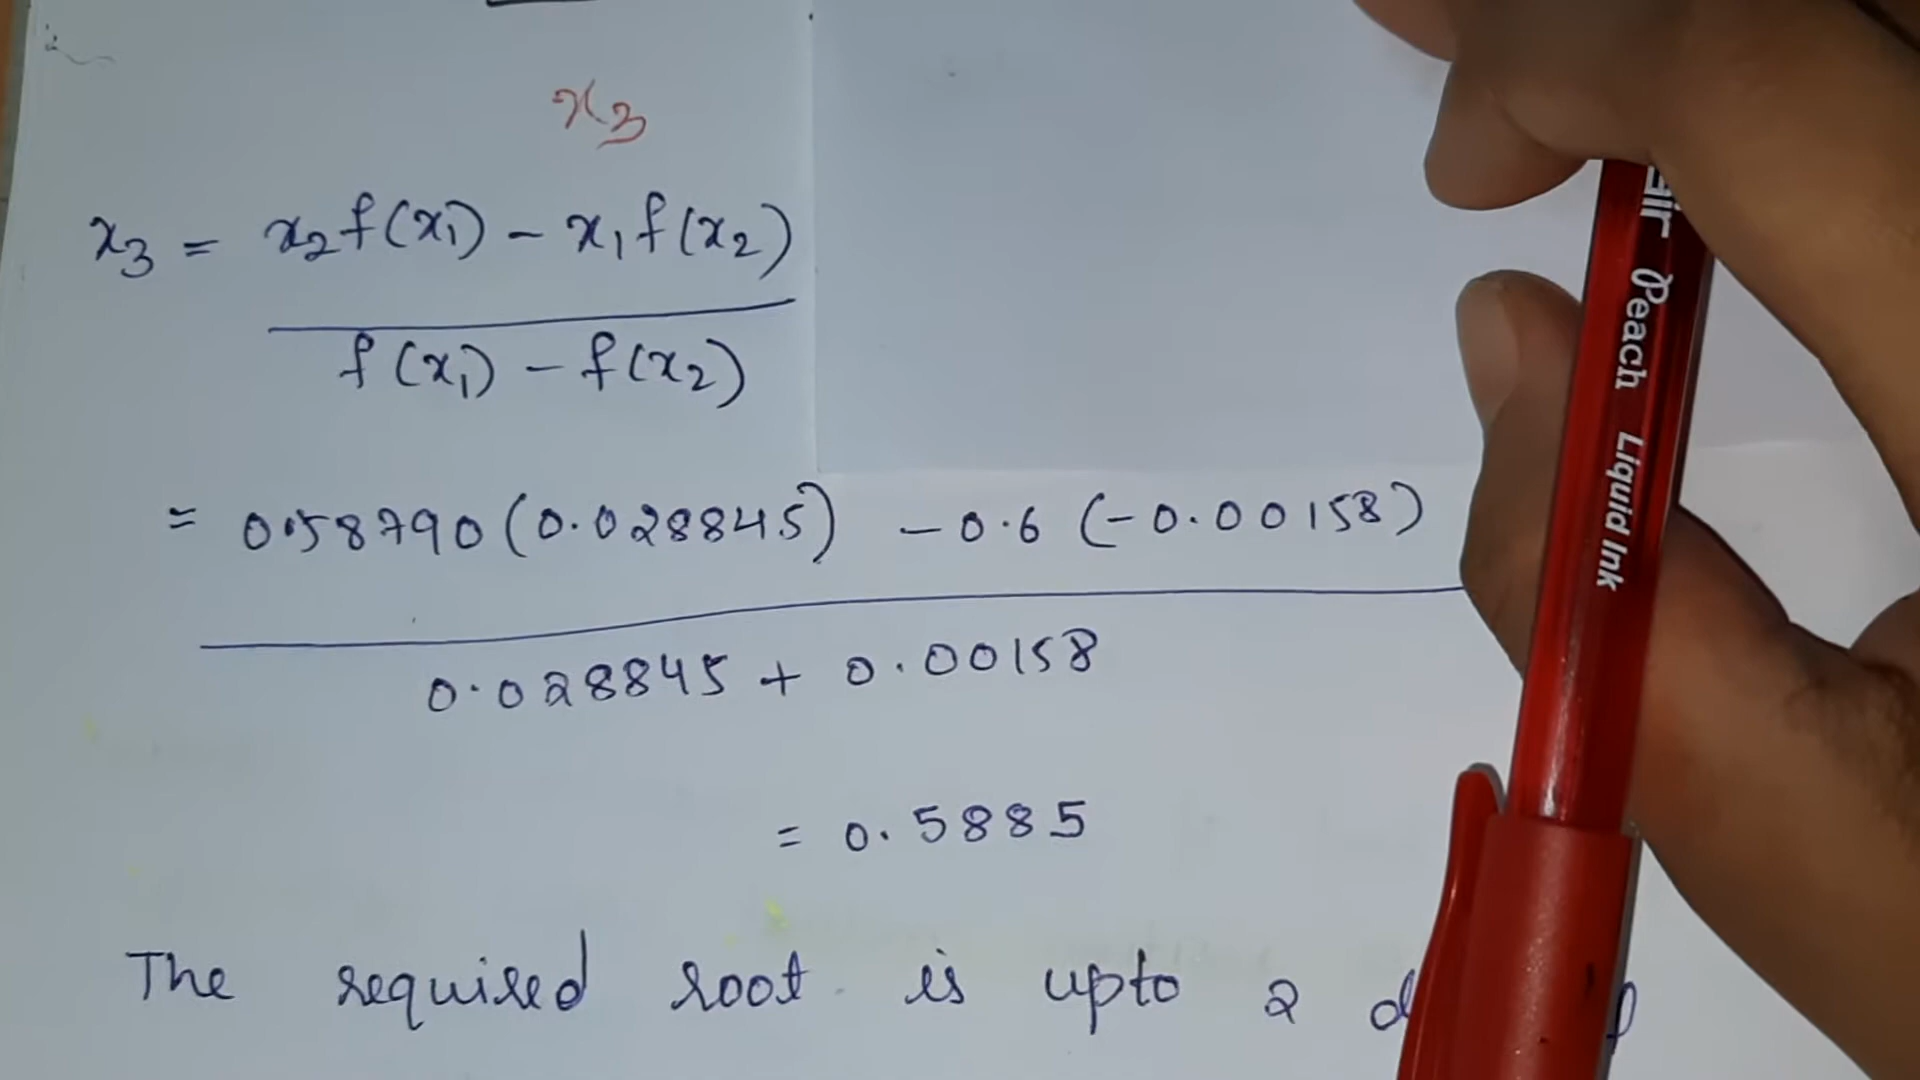 x3
x3 = x2f(x1) - x1f(x2)
f(x1) - f(x2)
= 0.58790(0.028845) - 0.6 (-0.00158)
0.028845 + 0.00158
= 0.5885
The required root is upto 2
Peach Liquid Ink